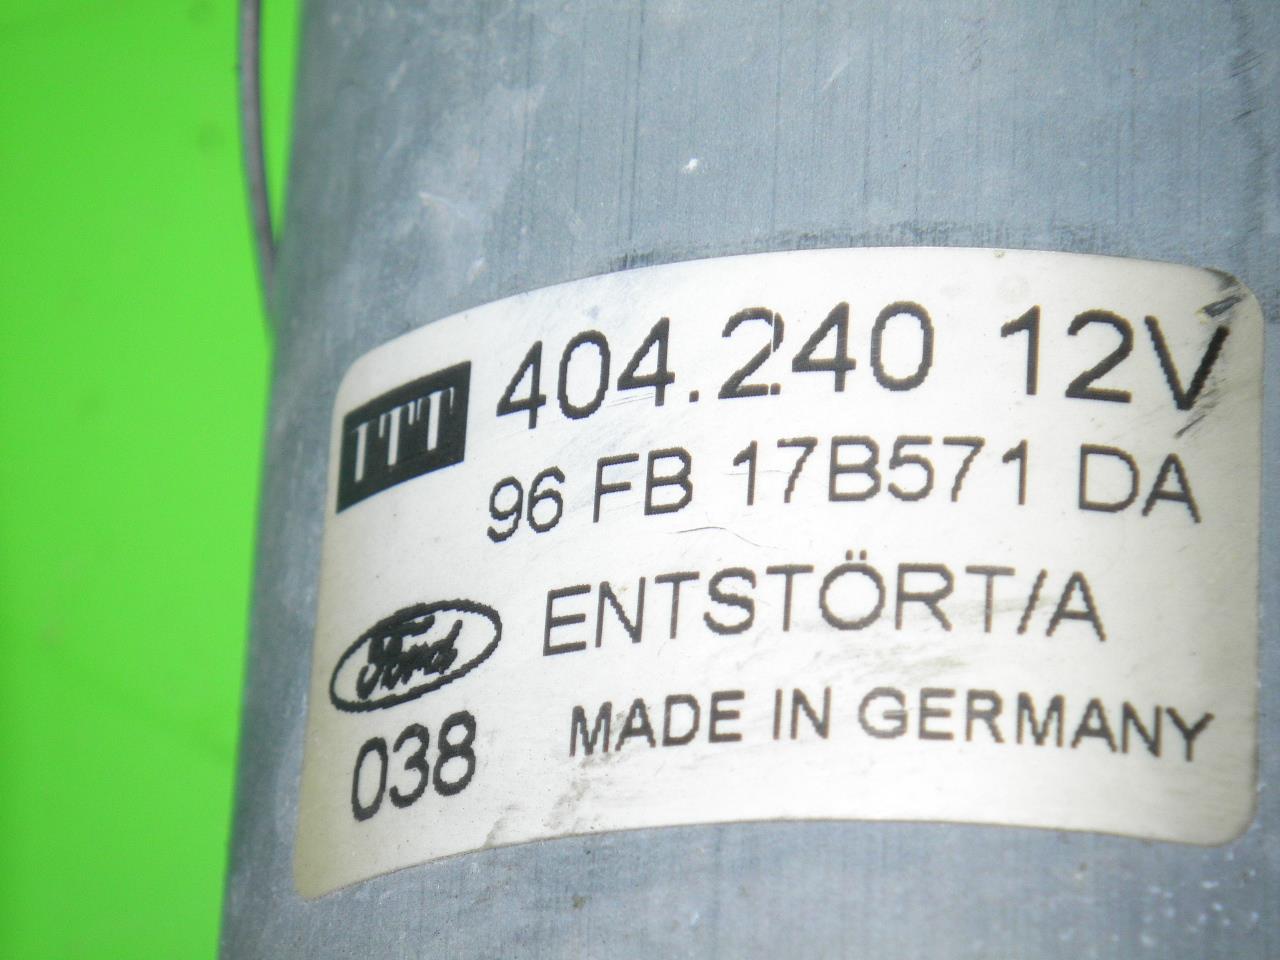 ITT 404.240 12V
96 FB 17B571 DA
Ford ENTSTÖRT/A
038 MADE IN GERMANY